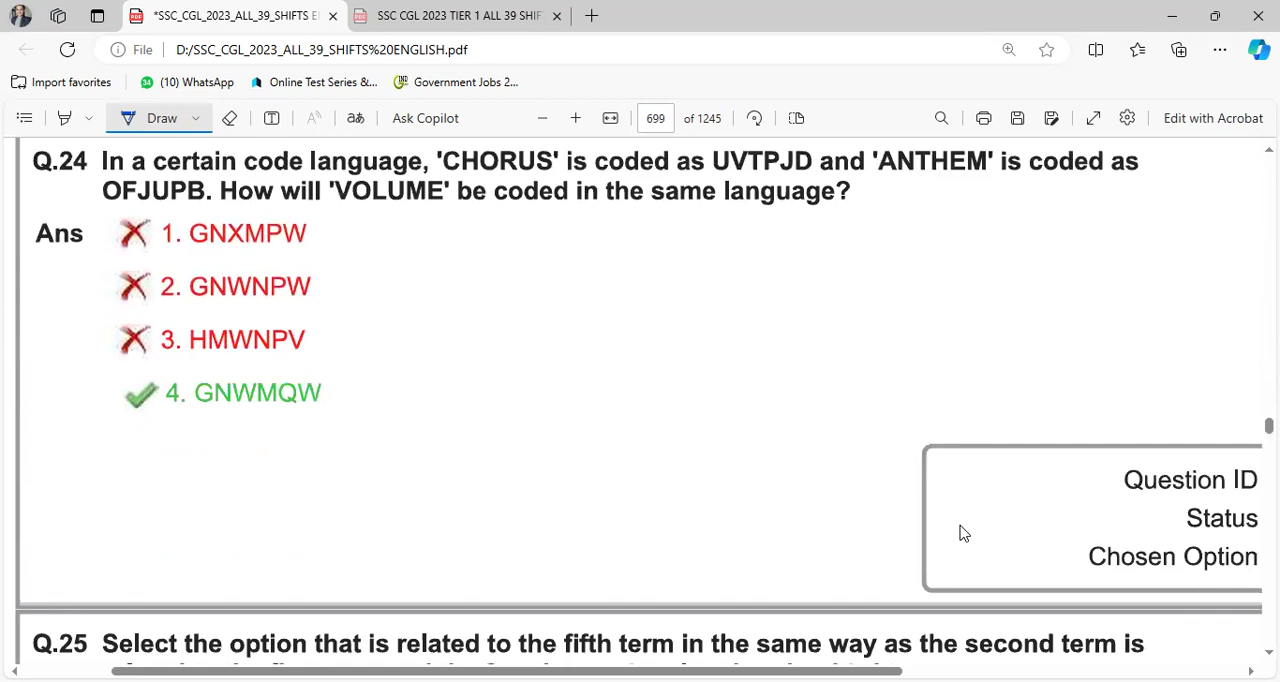 *SSC_CGL_2023_ALL_39_SHIFTS E
SSC CGL 2023 TIER 1 ALL 39 SHIF
File
D:/SSC_CGL_2023_ALL_39_SHIFTS%20ENGLISH.pdf
Import favorites
(10) WhatsApp
Online Test Series &...
Government Jobs 2...
Draw
Ask Copilot
699
of 1245
Edit with Acrobat
Q.24 In a certain code language, 'CHORUS' is coded as UVTPJD and 'ANTHEM' is coded as
OFJUPB. How will 'VOLUME' be coded in the same language?
Ans
1. GNXMPW
2. GNWNPW
3. HMWNPV
4. GNWMQW
Question ID
Status
Chosen Option
Q.25 Select the option that is related to the fifth term in the same way as the second term is